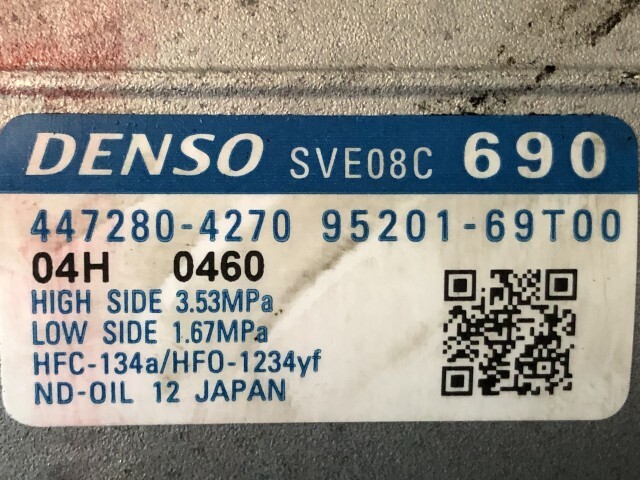 DENSO SVE08C 690
447280-4270 95201-69T00
04H 0460
HIGH SIDE 3.53MPa
LOW SIDE 1.67MPa
HFC-134a/HFO-1234yf
ND-OIL 12 JAPAN